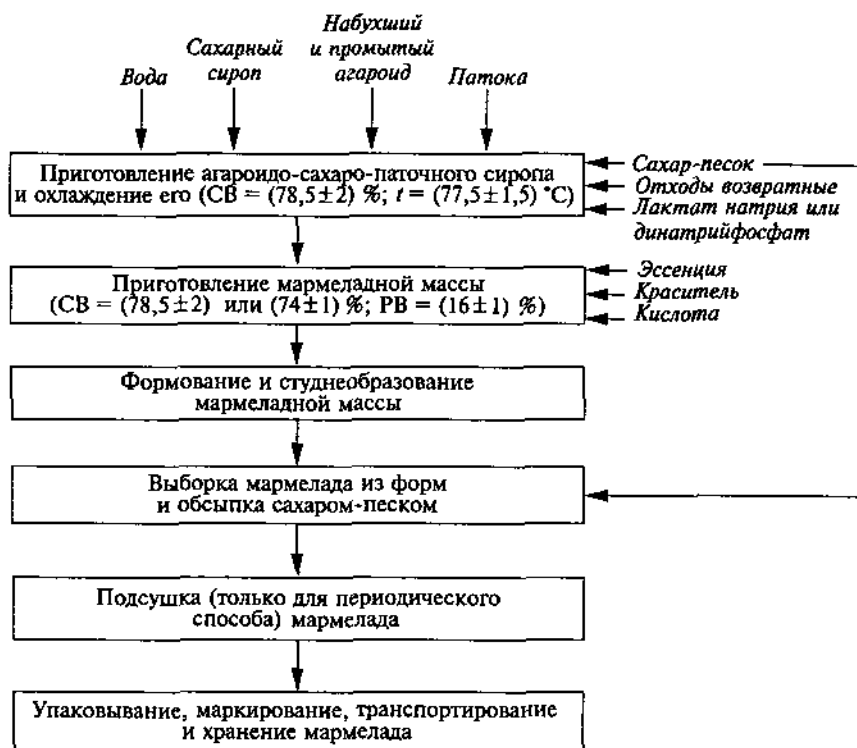 Вода
Сахарный
сироп
Набухший
и промытый
агароид
Патока
Приготовление агароидо-сахаро-паточного сиропа
и охлаждение его (СВ = (78,5±2) %; t = (77,5±1,5) °С)
Сахар-песок
Отходы возвратные
Лактат натрия или
динатрийфосфат
Приготовление мармеладной массы
(СВ = (78,5±2) или (74±1) %; РВ = (16±1) %)
Эссенция
Краситель
Кислота
Формование и студнеобразование
мармеладной массы
Выборка мармелада из форм
и обсыпка сахаром-песком
Подсушка (только для периодического
способа) мармелада
Упаковывание, маркирование, транспортирование
и хранение мармелада